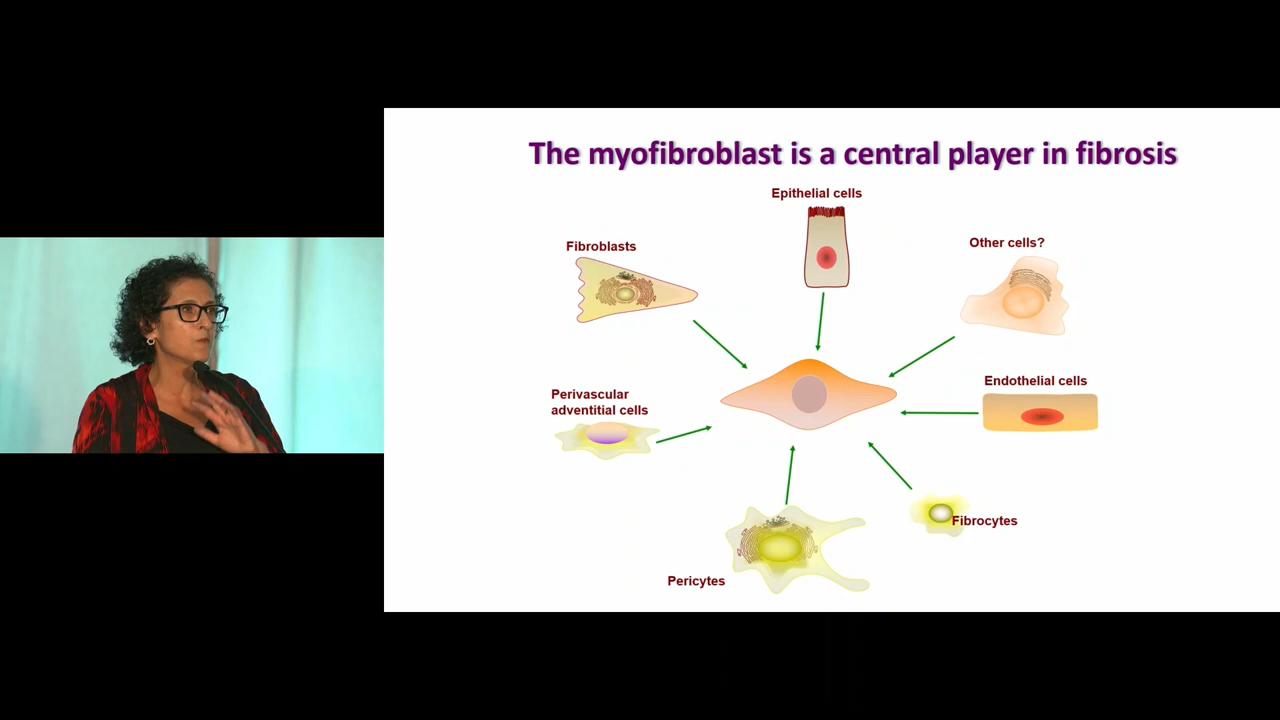 The myofibroblast is a central player in fibrosis
Epithelial cells
Fibroblasts
Other cells?
Perivascular
adventitial cells
Endothelial cells
Fibrocytes
Pericytes